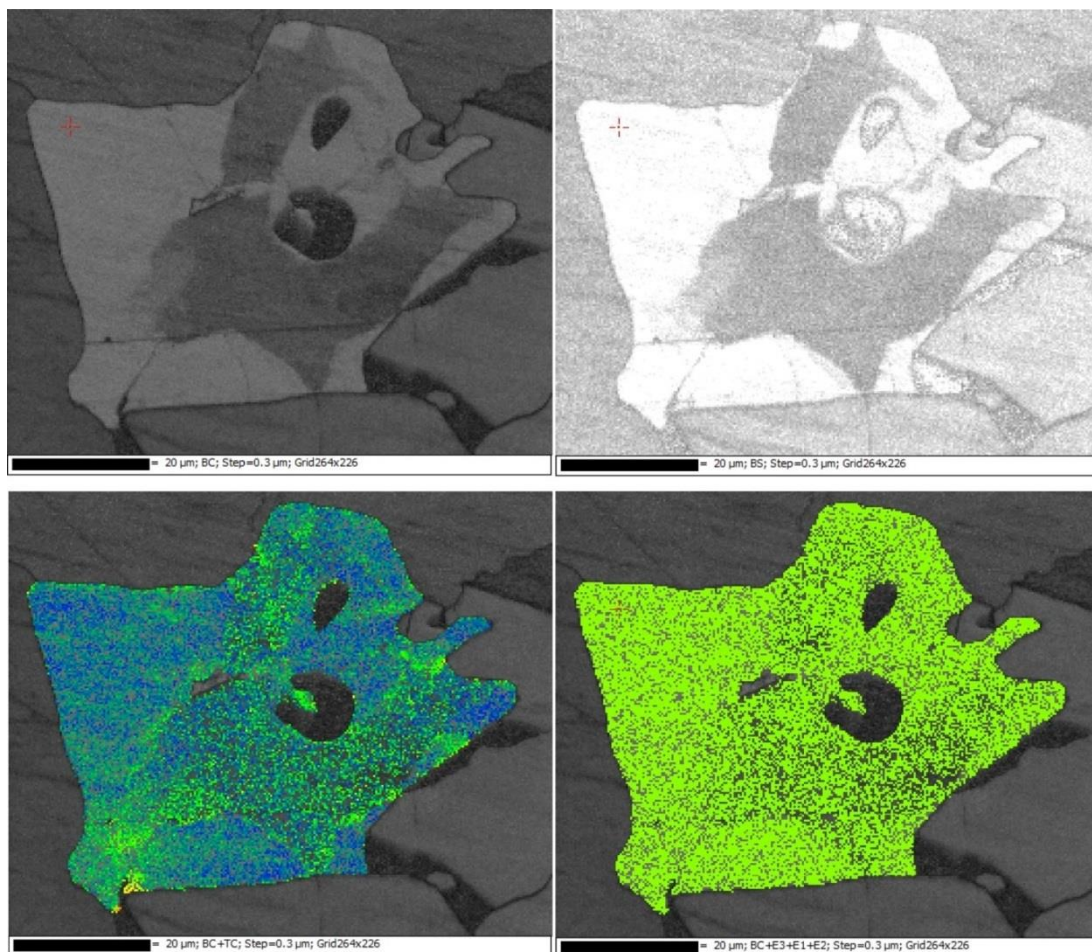 = 20 µm; BC; Step=0.3 µm; Grid264x226
= 20 µm; BS; Step=0.3 µm; Grid264x226
= 20 µm; BC+TC; Step=0.3 µm; Grid264x226
= 20 µm; BC+E3+E1+E2; Step=0.3 µm; Grid264x226